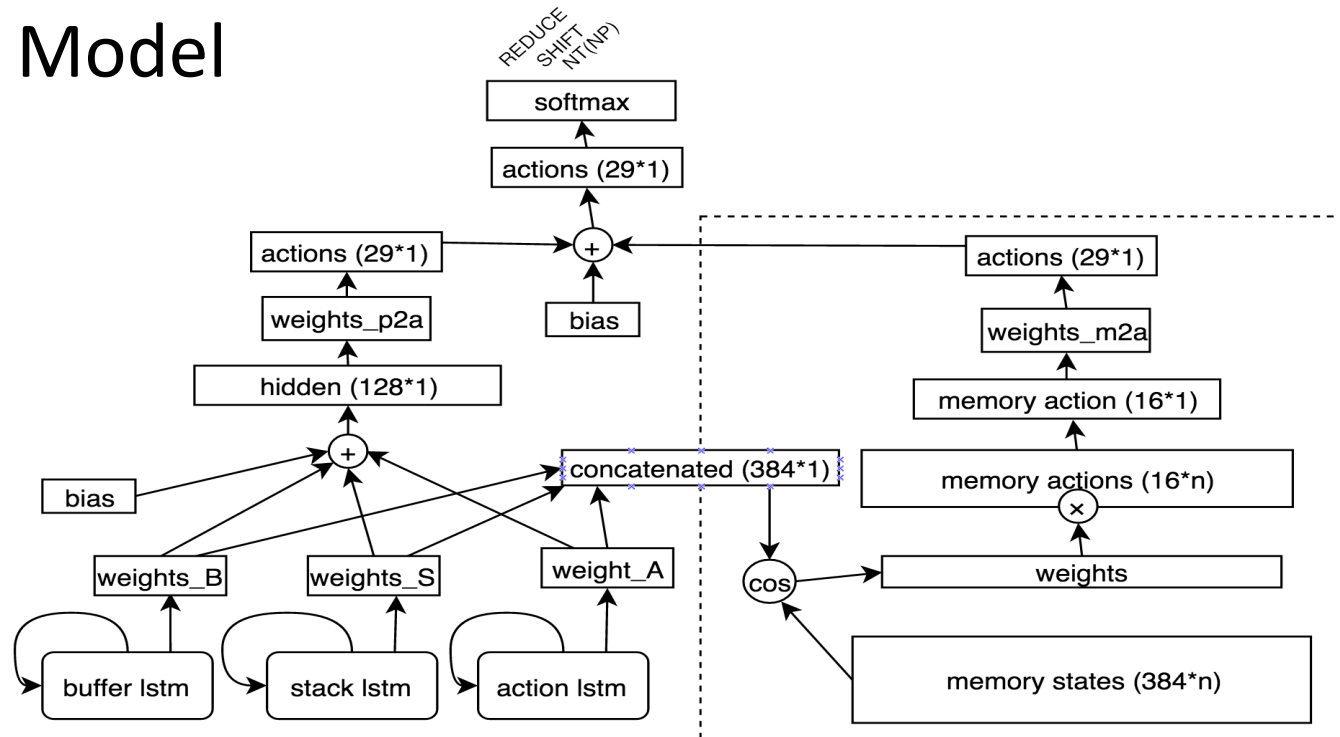 Model
REDUCE
SHIFT
NT(NP)
softmax
actions (29*1)
actions (29*1)
+
actions (29*1)
weights_p2a
bias
weights_m2a
hidden (128*1)
memory action (16*1)
+
concatenated (384*1)
memory actions (16*n)
bias
×
weights_B
weights_S
weight_A
cos
weights
buffer lstm
stack lstm
action lstm
memory states (384*n)